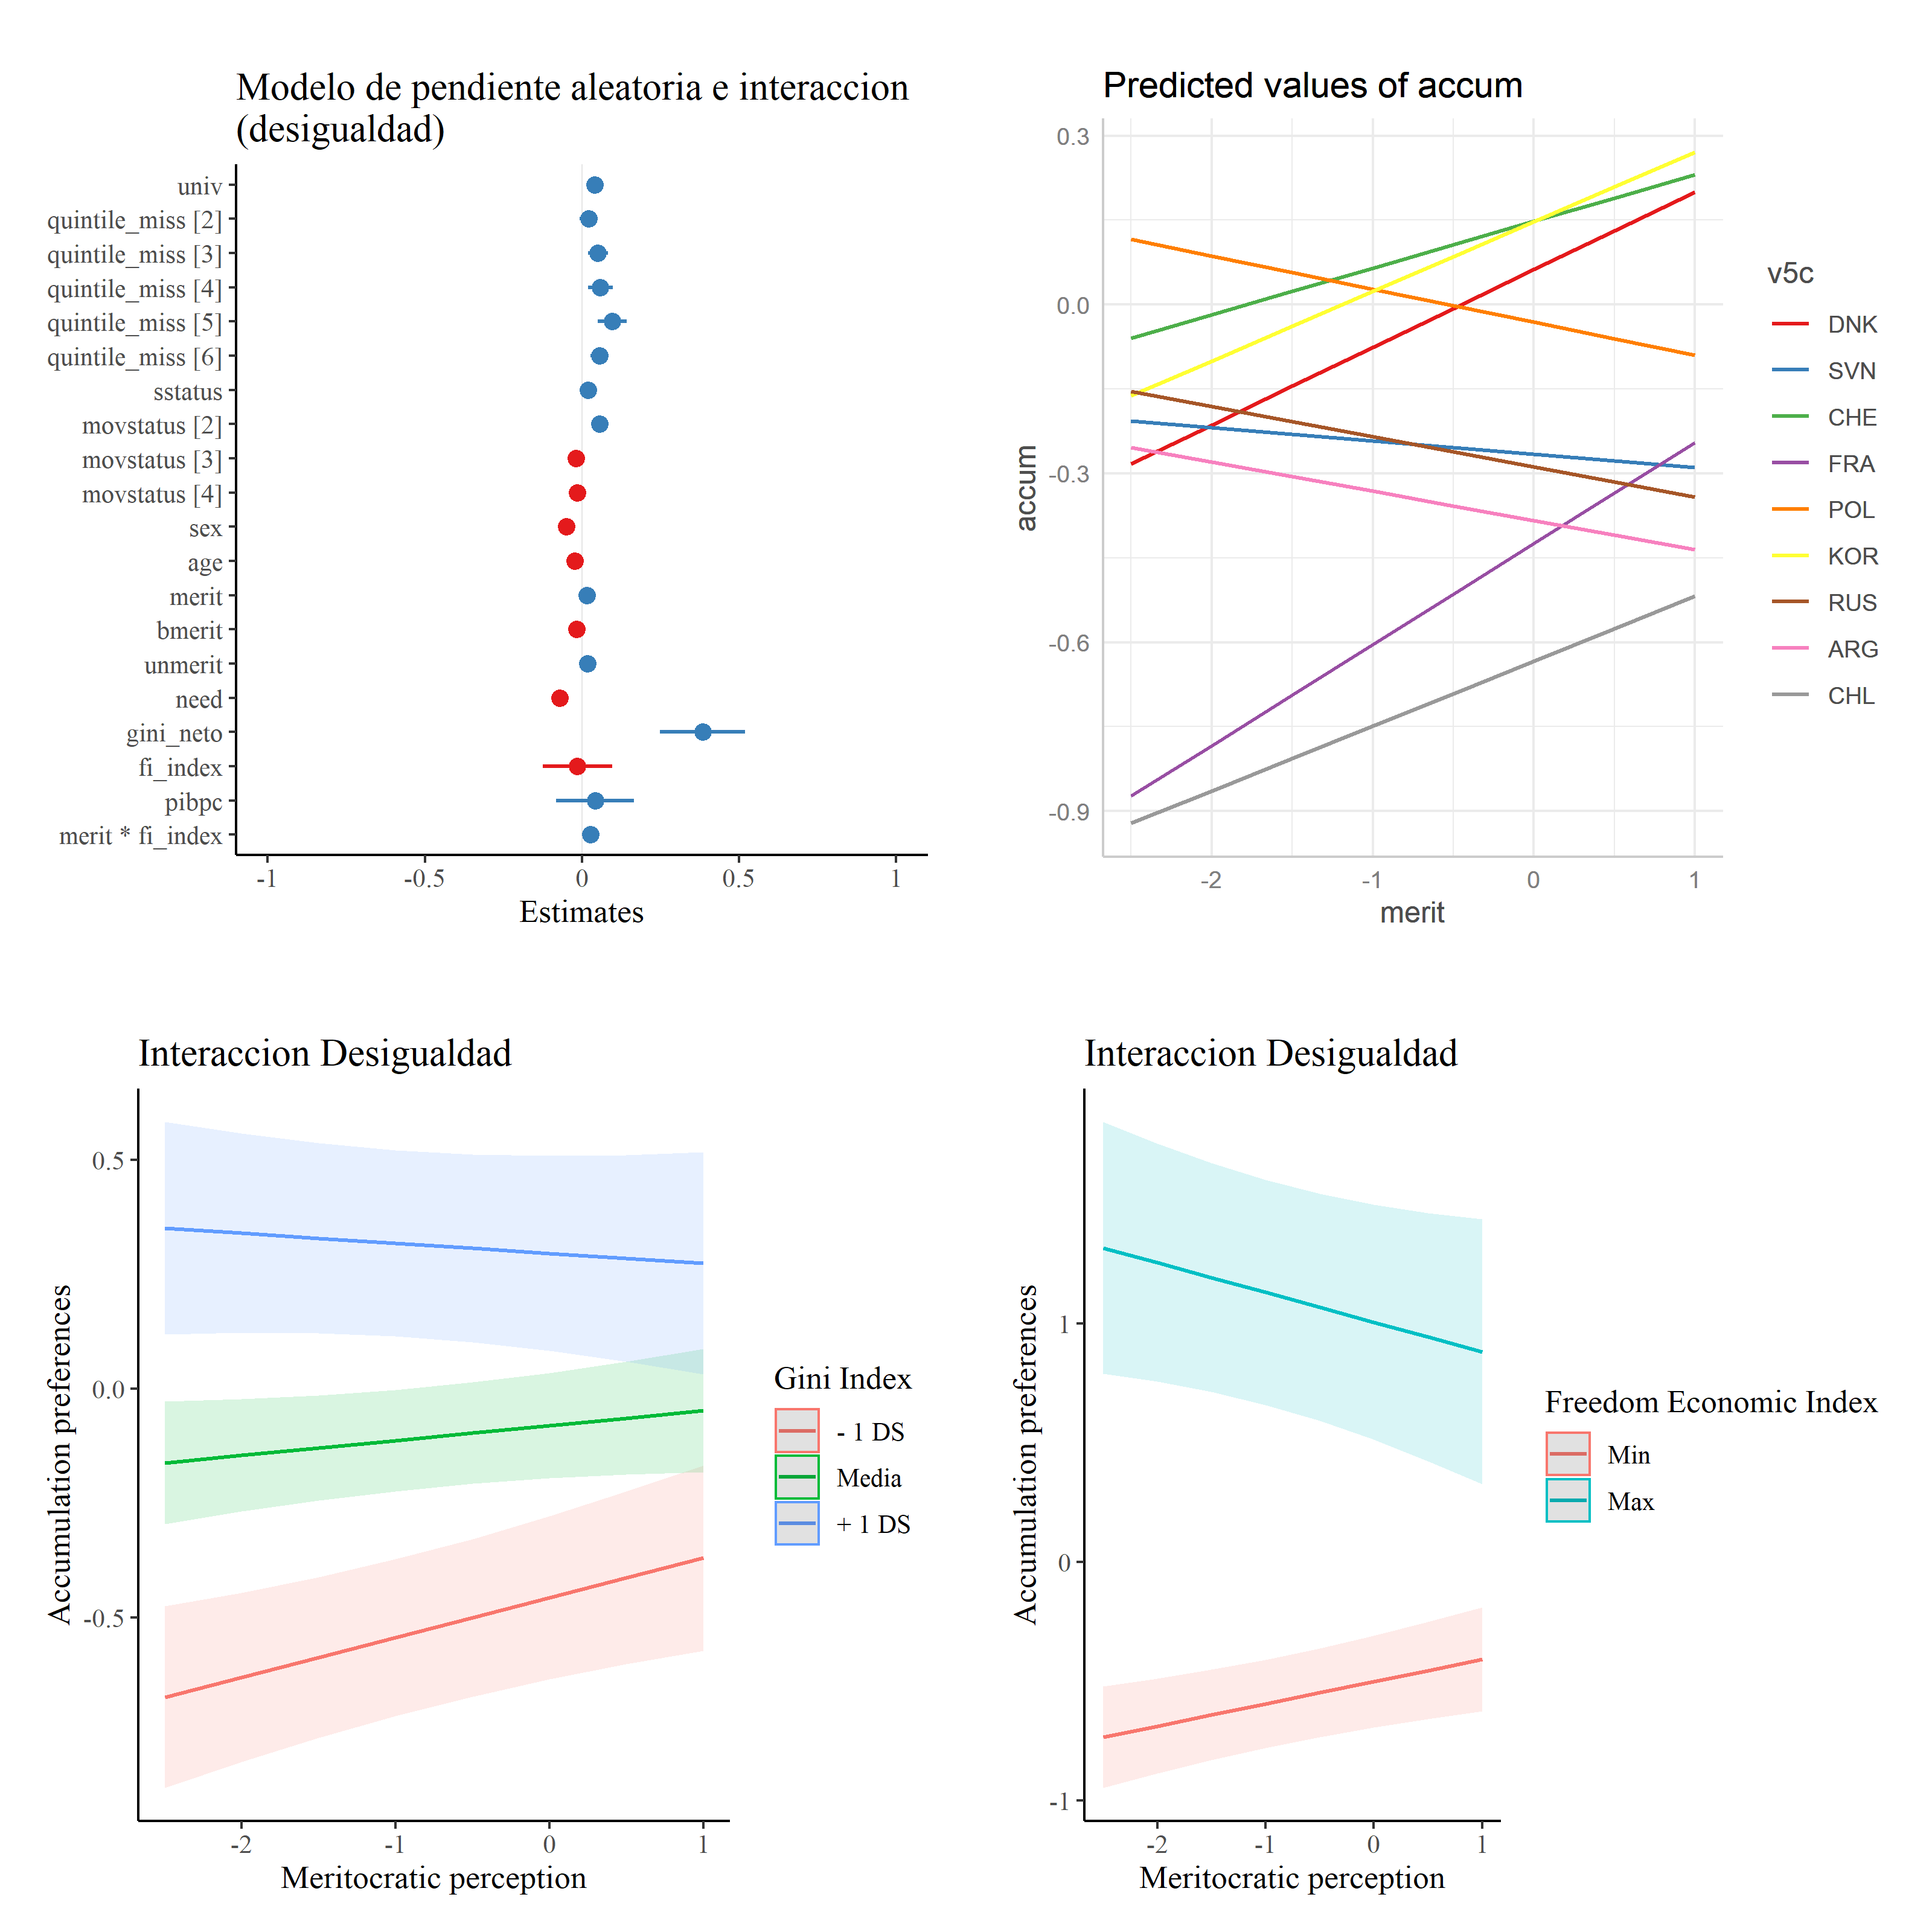 Modelo de pendiente aleatoria e interaccion
(desigualdad)
univ
quintile_miss [2]
quintile_miss [3]
quintile_miss [4]
quintile_miss [5]
quintile_miss [6]
sstatus
movstatus [2]
movstatus [3]
movstatus [4]
sex
age
merit
bmerit
unmerit
need
gini_neto
fi_index
pibpc
merit * fi_index
-1
-0.5
0
0.5
1
Estimates
Predicted values of accum
0.3
0.0
-0.3
-0.6
-0.9
accum
-2
-1
0
1
merit
v5c
DNK
SVN
CHE
FRA
POL
KOR
RUS
ARG
CHL
Interaccion Desigualdad
0.5
0.0
-0.5
Accumulation preferences
-2
-1
0
1
Meritocratic perception
Gini Index
- 1 DS
Media
+ 1 DS
Interaccion Desigualdad
1
0
-1
Accumulation preferences
-2
-1
0
1
Meritocratic perception
Freedom Economic Index
Min
Max